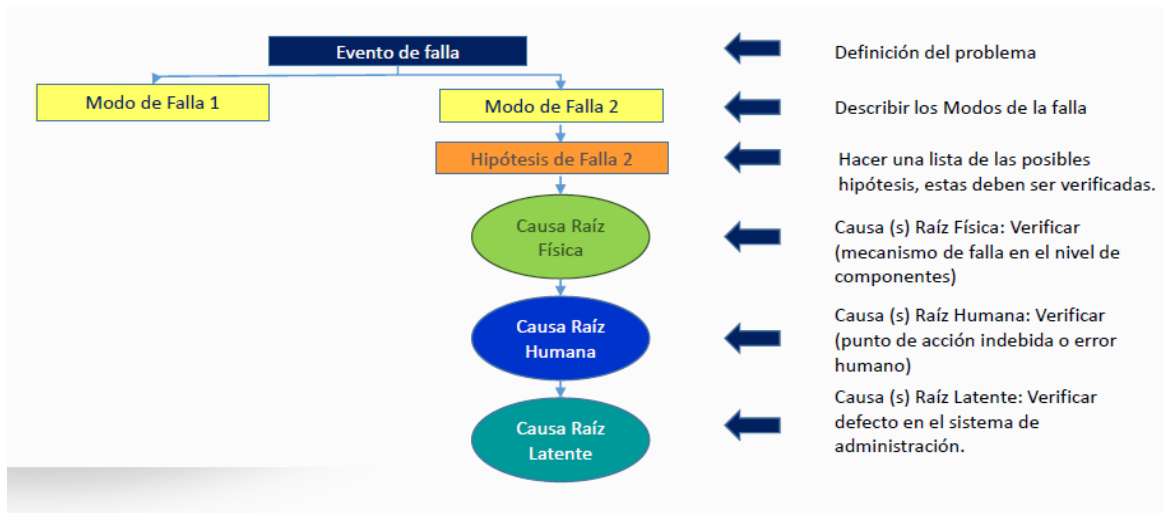 Evento de falla
Definición del problema
Modo de Falla 1
Modo de Falla 2
Describir los Modos de la falla
Hipótesis de Falla 2
Hacer una lista de las posibles
hipótesis, estas deben ser verificadas.
Causa Raíz
Física
Causa (s) Raíz Física: Verificar
(mecanismo de falla en el nivel de
componentes)
Causa Raíz
Humana
Causa (s) Raíz Humana: Verificar
(punto de acción indebida o error
humano)
Causa Raíz
Latente
Causa (s) Raíz Latente: Verificar
defecto en el sistema de
administración.